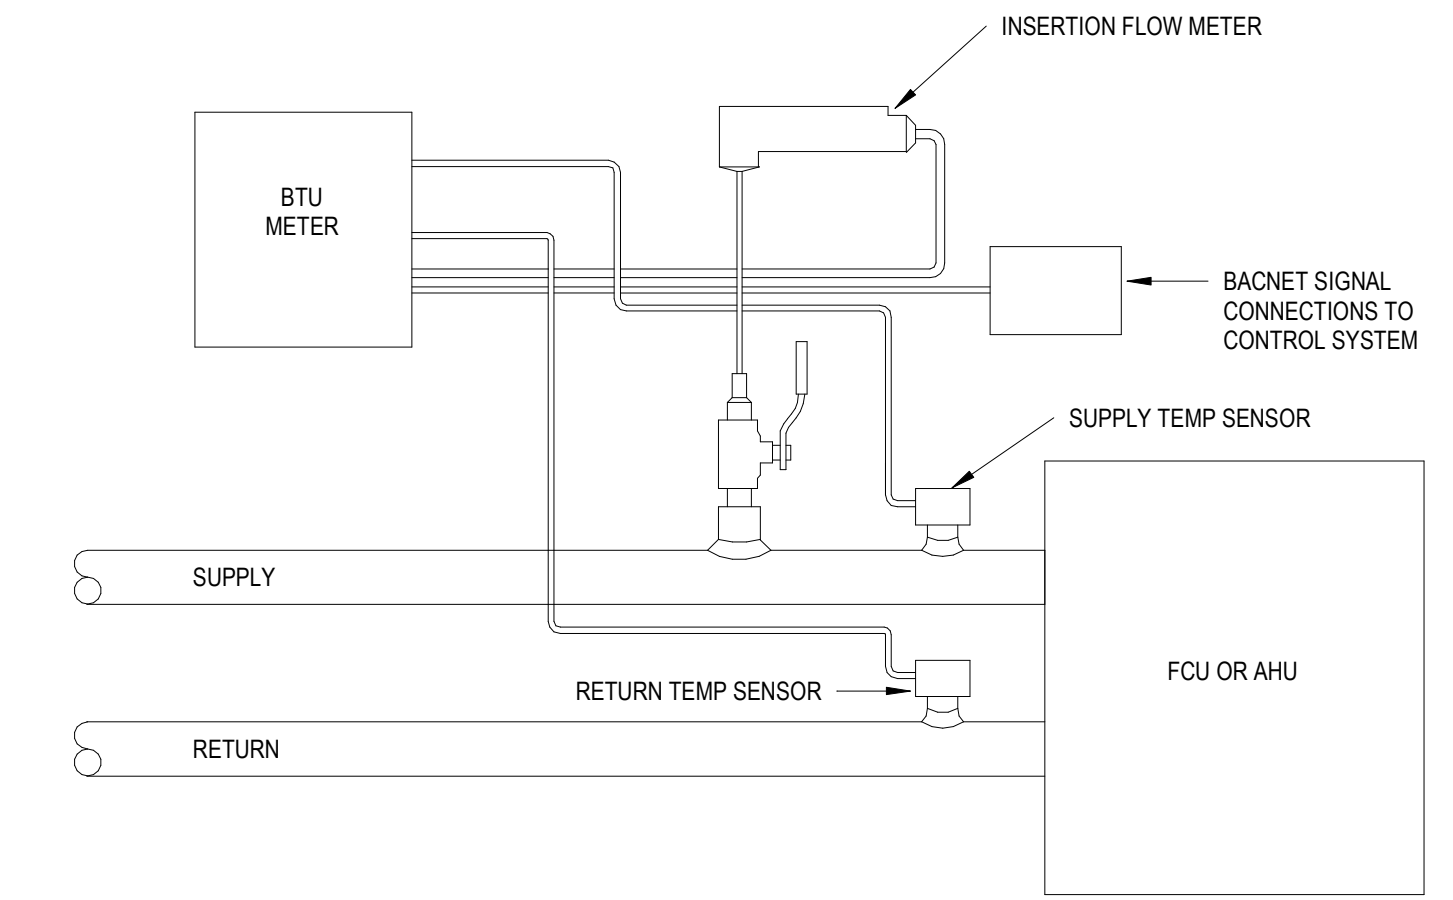 INSERTION FLOW METER
BTU
METER
BACNET SIGNAL
CONNECTIONS TO
CONTROL SYSTEM
SUPPLY TEMP SENSOR
SUPPLY
FCU OR AHU
RETURN TEMP SENSOR
RETURN